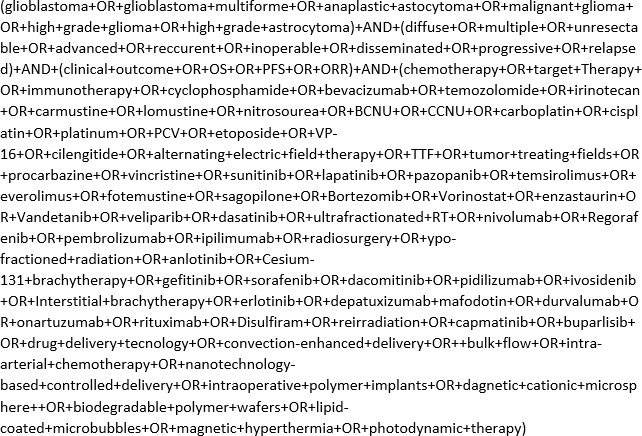 (glioblastoma+OR+glioblastoma+multiforme+OR+anaplastic+astocytoma+OR+malignant+glioma+
OR+high+grade+glioma+OR+high+grade+astrocytoma)+AND+(diffuse+OR+multiple+OR+unresecta
ble+OR+advanced+OR+reccurent+OR+inoperable+OR+disseminated+OR+progressive+OR+relapse
d)+AND+(clinical+outcome+OR+OS+OR+PFS+OR+ORR)+AND+(chemotherapy+OR+target+Therapy+
OR+immunotherapy+OR+cyclophosphamide+OR+bevacizumab+OR+temozolomide+OR+irinotecan
+OR+carmustine+OR+lomustine+OR+nitrosourea+OR+BCNU+OR+CCNU+OR+carboplatin+OR+cispl
atin+OR+platinum+OR+PCV+OR+etoposide+OR+VP-
16+OR+cilengitide+OR+alternating+electric+field+therapy+OR+TTF+OR+tumor+treating+fields+OR
+procarbazine+OR+vincristine+OR+sunitinib+OR+lapatinib+OR+pazopanib+OR+temsirolimus+OR+
everolimus+OR+fotemustine+OR+sagopilone+OR+Bortezomib+OR+Vorinostat+OR+enzastaurin+O
R+Vandetanib+OR+veliparib+OR+dasatinib+OR+ultrafractionated+RT+OR+nivolumab+OR+Regoraf
enib+OR+pembrolizumab+OR+ipilimumab+OR+radiosurgery+OR+ypo-
fractioned+radiation+OR+anlotinib+OR+Cesium-
131+brachytherapy+OR+gefitinib+OR+sorafenib+OR+dacomitinib+OR+pidilizumab+OR+ivosidenib
+OR+Interstitial+brachytherapy+OR+erlotinib+OR+depatuxizumab+mafodotin+OR+durvalumab+O
R+onartuzumab+OR+rituximab+OR+Disulfiram+OR+reirradiation+OR+capmatinib+OR+buparlisib+
OR+drug+delivery+tecnology+OR+convection-enhanced+delivery+OR++bulk+flow+OR+intra-
arterial+chemotherapy+OR+nanotechnology-
based+controlled+delivery+OR+intraoperative+polymer+implants+OR+dagnetic+cationic+microsp
here++OR+biodegradable+polymer+wafers+OR+lipid-
coated+microbubbles+OR+magnetic+hyperthermia+OR+photodynamic+therapy)